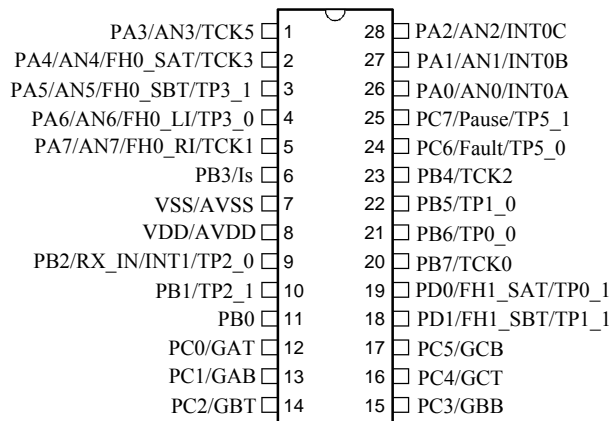 PA3/AN3/TCK5 1 28 PA2/AN2/INT0C
PA4/AN4/FH0_SAT/TCK3 2 27 PA1/AN1/INT0B
PA5/AN5/FH0_SBT/TP3_1 3 26 PA0/AN0/INT0A
PA6/AN6/FH0_LI/TP3_0 4 25 PC7/Pause/TP5_1
PA7/AN7/FH0_RI/TCK1 5 24 PC6/Fault/TP5_0
PB3/Is 6 23 PB4/TCK2
VSS/AVSS 7 22 PB5/TP1_0
VDD/AVDD 8 21 PB6/TP0_0
PB2/RX_IN/INT1/TP2_0 9 20 PB7/TCK0
PB1/TP2_1 10 19 PD0/FH1_SAT/TP0_1
PB0 11 18 PD1/FH1_SBT/TP1_1
PC0/GAT 12 17 PC5/GCB
PC1/GAB 13 16 PC4/GCT
PC2/GBT 14 15 PC3/GBB